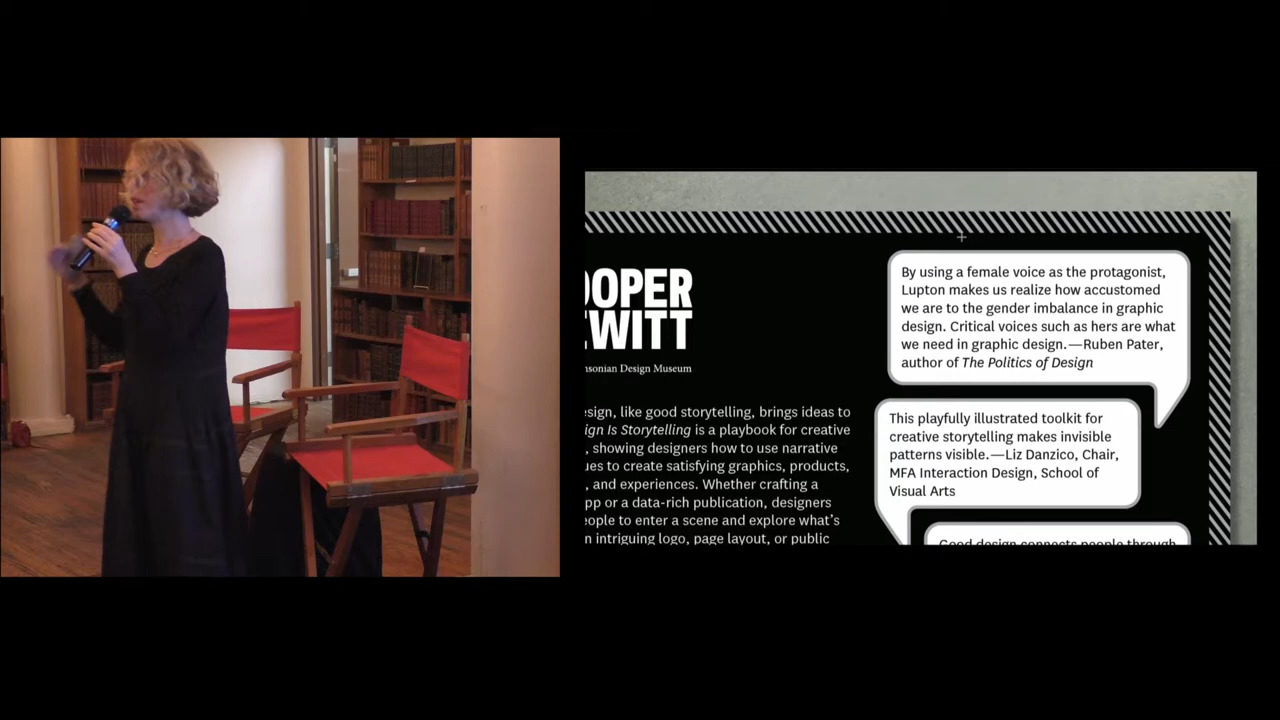 OOPER
EWITT
nsonian Design Museum
esign, like good storytelling, brings ideas to
ign Is Storytelling is a playbook for creative
, showing designers how to use narrative
ues to create satisfying graphics, products,
, and experiences. Whether crafting a
pp or a data-rich publication, designers
eople to enter a scene and explore what's
n intriguing logo, page layout, or public
By using a female voice as the protagonist,
Lupton makes us realize how accustomed
we are to the gender imbalance in graphic
design. Critical voices such as hers are what
we need in graphic design.—Ruben Pater,
author of The Politics of Design
This playfully illustrated toolkit for
creative storytelling makes invisible
patterns visible.—Liz Danzico, Chair,
MFA Interaction Design, School of
Visual Arts
Good design connects people through